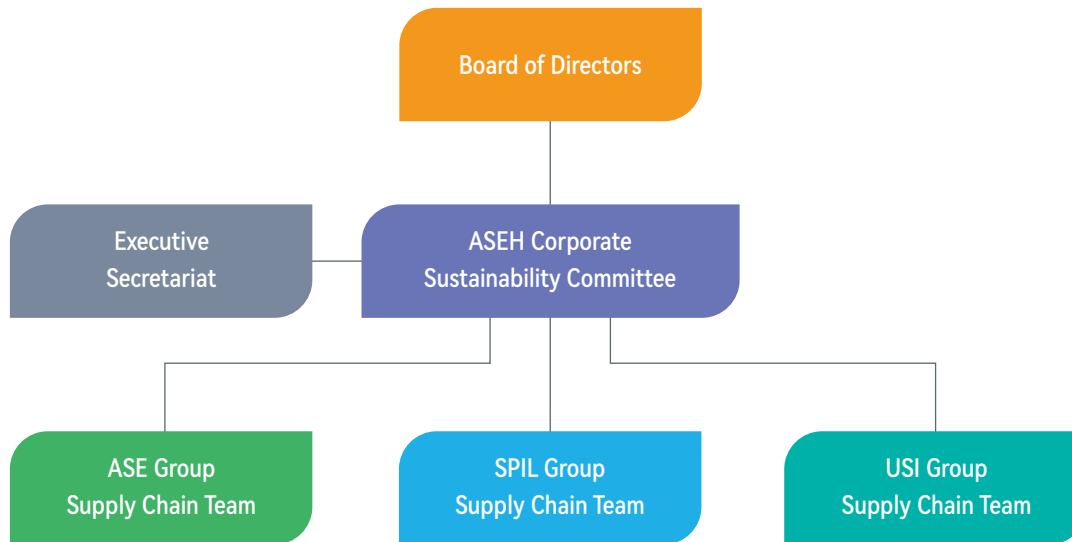 Board of Directors
Executive
Secretariat
ASEH Corporate
Sustainability Committee
ASE Group
Supply Chain Team
SPIL Group
Supply Chain Team
USI Group
Supply Chain Team